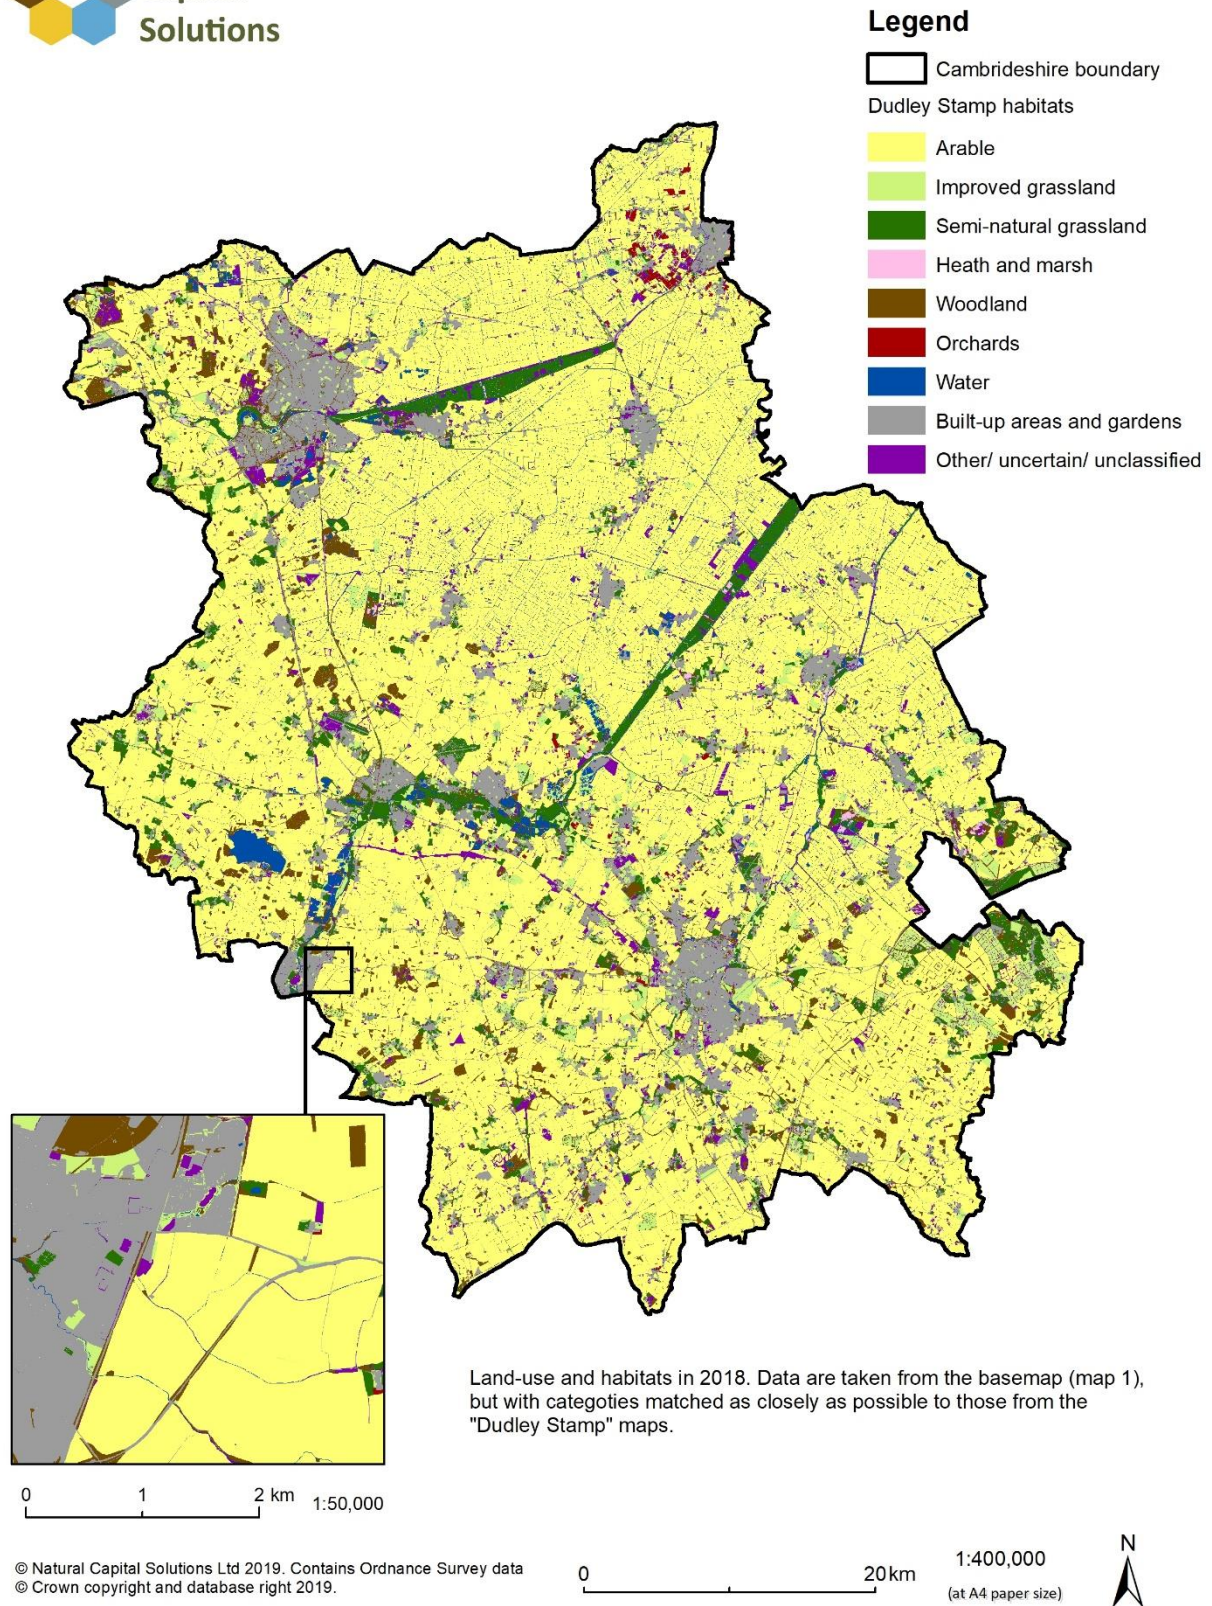 Solutions
Legend
Cambrideshire boundary
Dudley Stamp habitats
Arable
Improved grassland
Semi-natural grassland
Heath and marsh
Woodland
Orchards
Water
Built-up areas and gardens
Other/ uncertain/ unclassified
Land-use and habitats in 2018. Data are taken from the basemap (map 1),
but with categoties matched as closely as possible to those from the
"Dudley Stamp" maps.
0 1 2 km 1:50,000
© Natural Capital Solutions Ltd 2019. Contains Ordnance Survey data
© Crown copyright and database right 2019.
0 20 km
1:400,000
(at A4 paper size)
N